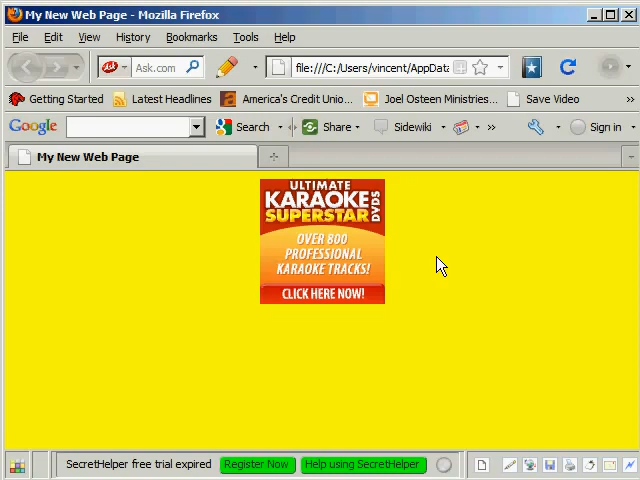 My New Web Page - Mozilla Firefox
File Edit View History Bookmarks Tools Help
Ask Ask.com file:///C:/Users/vincent/AppData
Getting Started Latest Headlines America's Credit Unio... Joel Osteen Ministries... Save Video »
Google Search Share Sidewiki » Sign in
My New Web Page
ULTIMATE
KARAOKE
SUPERSTAR
DVDS
OVER 800
PROFESSIONAL
KARAOKE TRACKS!
CLICK HERE NOW!
SecretHelper free trial expired Register Now Help using SecretHelper